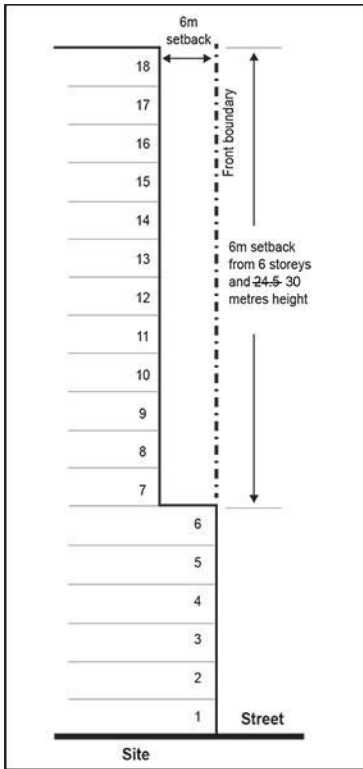 6m
setback
18
17
16
15
14
13
12
11
10
9
8
7
6
5
4
3
2
1
Front boundary
6m setback
from 6 storeys
and 24.5 30
metres height
Street
Site